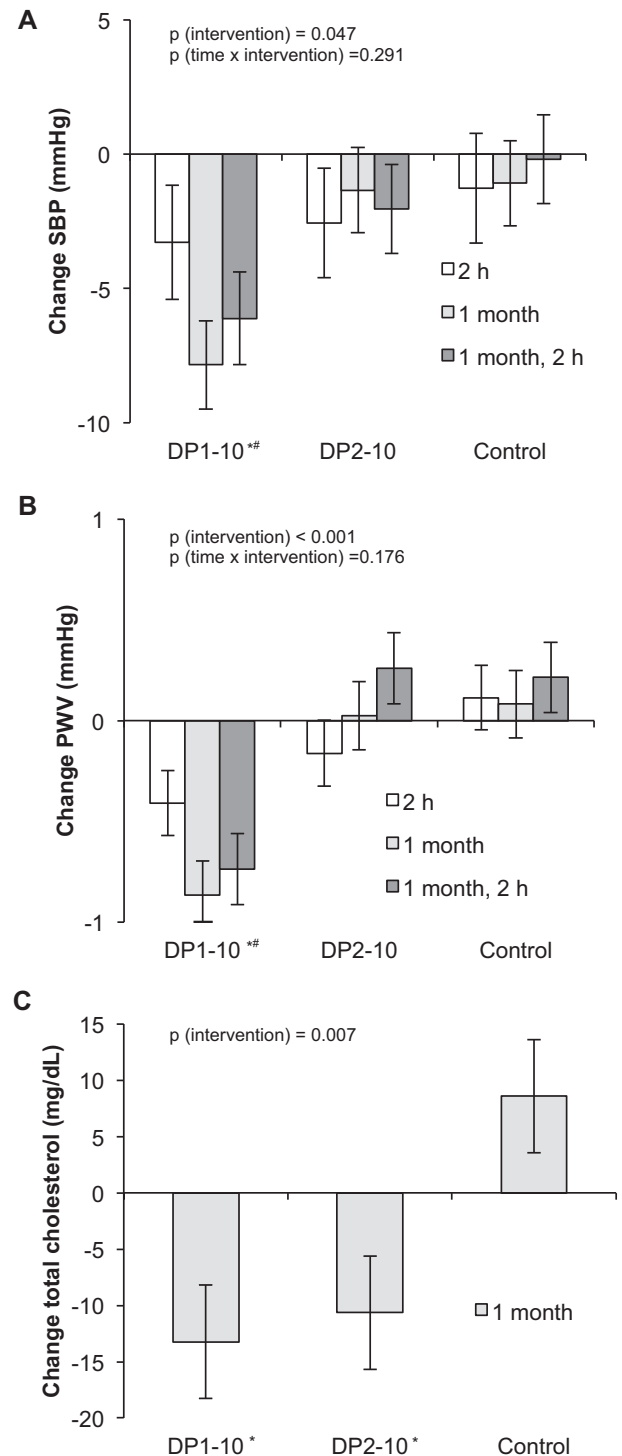 A
p (intervention) = 0.047
p (time x intervention) =0.291
Change SBP (mmHg)
5
0
-5
-10
2 h
1 month
1 month, 2 h
DP1-10 *#
DP2-10
Control
B
p (intervention) < 0.001
p (time x intervention) =0.176
Change PWV (mmHg)
1
0
-1
2 h
1 month
1 month, 2 h
DP1-10 *#
DP2-10
Control
C
p (intervention) = 0.007
Change total cholesterol (mg/dL)
15
10
5
0
-5
-10
-15
-20
1 month
DP1-10 *
DP2-10 *
Control